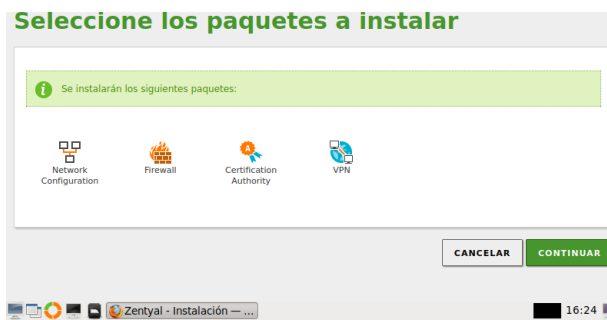 Seleccione los paquetes a instalar
Se instalarán los siguientes paquetes:
Network
Configuration
Firewall
Certification
Authority
VPN
CANCELAR
CONTINUAR
Zentyal - Instalación — ...
16:24